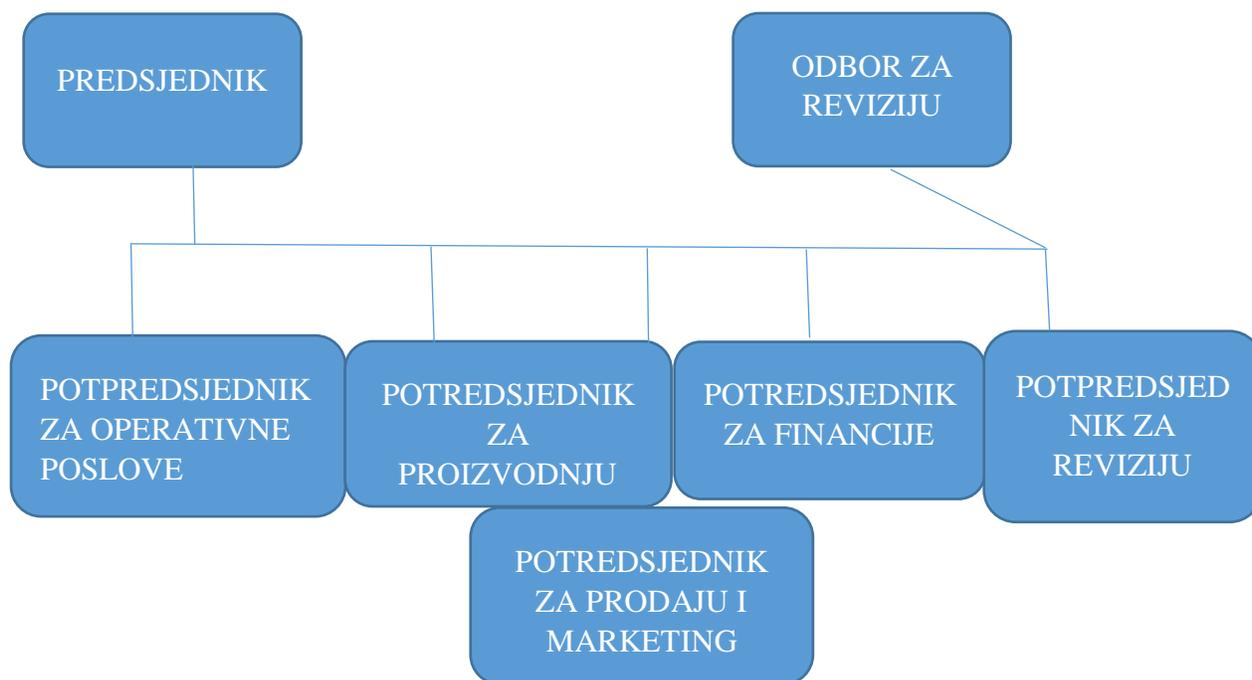 PREDSJEDNIK
ODBOR ZA
REVIZIJU
POTPREDSJEDNIK
ZA OPERATIVNE
POSLOVE
POTREDSJEDNIK
ZA
PROIZVODNJU
POTREDSJEDNIK
ZA FINANCIJE
POTPREDSJED
NIK ZA
REVIZIJU
POTREDSJEDNIK
ZA PRODAJU I
MARKETING